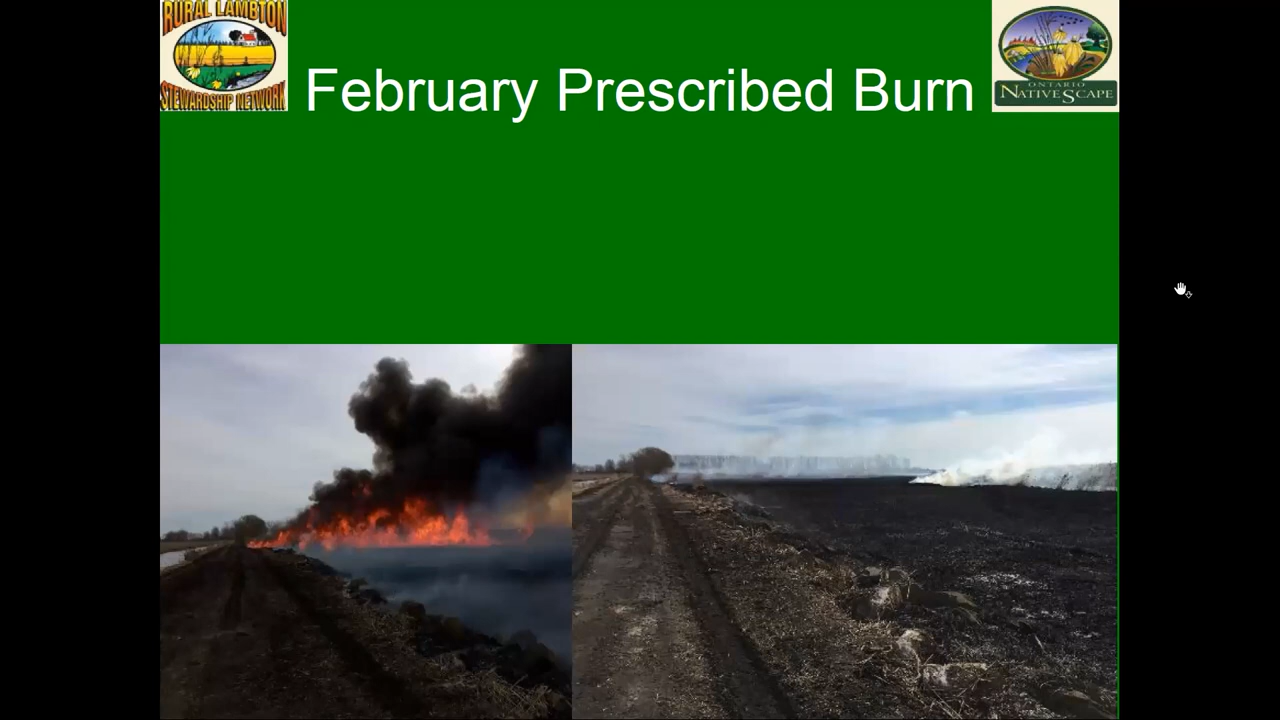 RURAL LAMBTON
STEWARDSHIP NETWORK
February Prescribed Burn
ONTARIO
NATIVESCAPE